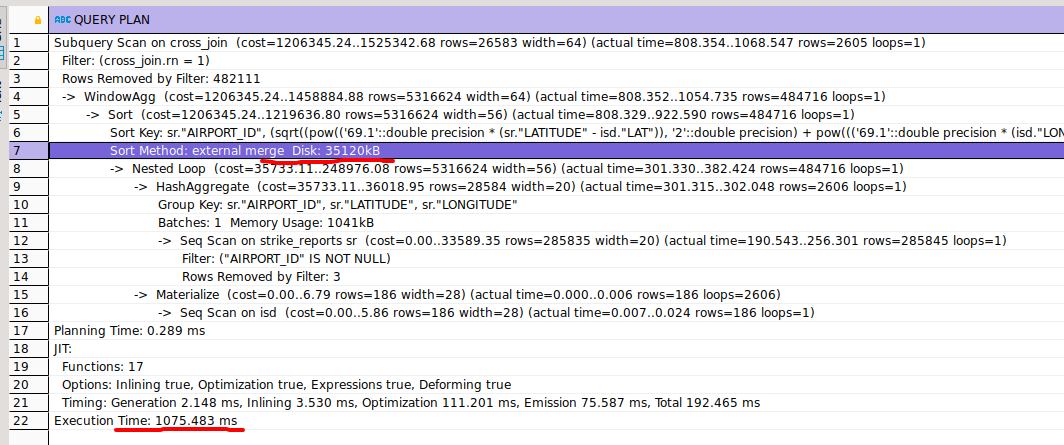 ABC QUERY PLAN
1 Subquery Scan on cross_join (cost=1206345.24..1525342.68 rows=26583 width=64) (actual time=808.354..1068.547 rows=2605 loops=1)
2 Filter: (cross_join.rn = 1)
3 Rows Removed by Filter: 482111
4 -> WindowAgg (cost=1206345.24..1458884.88 rows=5316624 width=64) (actual time=808.352..1054.735 rows=484716 loops=1)
5 -> Sort (cost=1206345.24..1219636.80 rows=5316624 width=56) (actual time=808.329..922.590 rows=484716 loops=1)
6 Sort Key: sr."AIRPORT_ID", (sqrt((pow(('69.1'::double precision * (sr."LATITUDE" - isd."LAT")), '2'::double precision) + pow((('69.1'::double precision * (isd."LON
7 Sort Method: external merge Disk: 35120kB
8 -> Nested Loop (cost=35733.11..248976.08 rows=5316624 width=56) (actual time=301.330..382.424 rows=484716 loops=1)
9 -> HashAggregate (cost=35733.11..36018.95 rows=28584 width=20) (actual time=301.315..302.048 rows=2606 loops=1)
10 Group Key: sr."AIRPORT_ID", sr."LATITUDE", sr."LONGITUDE"
11 Batches: 1 Memory Usage: 1041kB
12 -> Seq Scan on strike_reports sr (cost=0.00..33589.35 rows=285835 width=20) (actual time=190.543..256.301 rows=285845 loops=1)
13 Filter: ("AIRPORT_ID" IS NOT NULL)
14 Rows Removed by Filter: 3
15 -> Materialize (cost=0.00..6.79 rows=186 width=28) (actual time=0.000..0.006 rows=186 loops=2606)
16 -> Seq Scan on isd (cost=0.00..5.86 rows=186 width=28) (actual time=0.007..0.024 rows=186 loops=1)
17 Planning Time: 0.289 ms
18 JIT:
19 Functions: 17
20 Options: Inlining true, Optimization true, Expressions true, Deforming true
21 Timing: Generation 2.148 ms, Inlining 3.530 ms, Optimization 111.201 ms, Emission 75.587 ms, Total 192.465 ms
22 Execution Time: 1075.483 ms